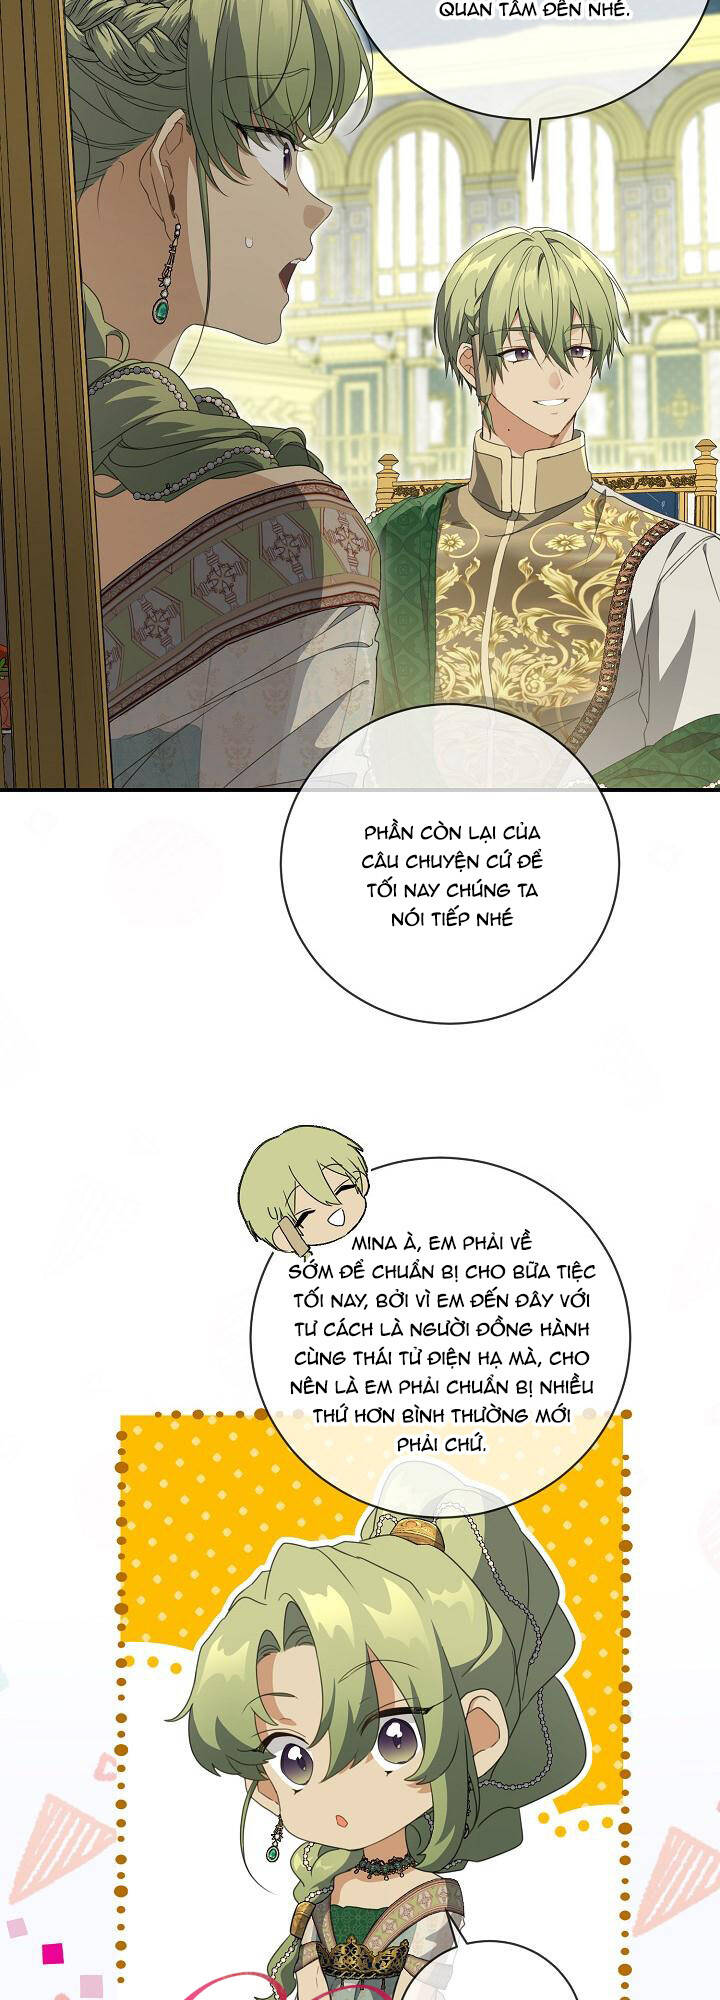 QUAN TÂM ĐẾN NHÉ.
PHẦN CÒN LẠI CỦA
CÂU CHUYỆN CỨ ĐỂ
TỐI NAY CHÚNG TA
NÓI TIẾP NHÉ
MINA À, EM PHẢI VỀ
SỚM ĐỂ CHUẨN BỊ CHO BỮA TIỆC
TỐI NAY, BỞI VÌ EM ĐẾN ĐÂY VỚI
TƯ CÁCH LÀ NGƯỜI ĐỒNG HÀNH
CÙNG THÁI TỬ ĐIỆN HẠ MÀ, CHO
NÊN LÀ EM PHẢI CHUẨN BỊ NHIỀU
THỨ HƠN BÌNH THƯỜNG MỚI
PHẢI CHỨ.